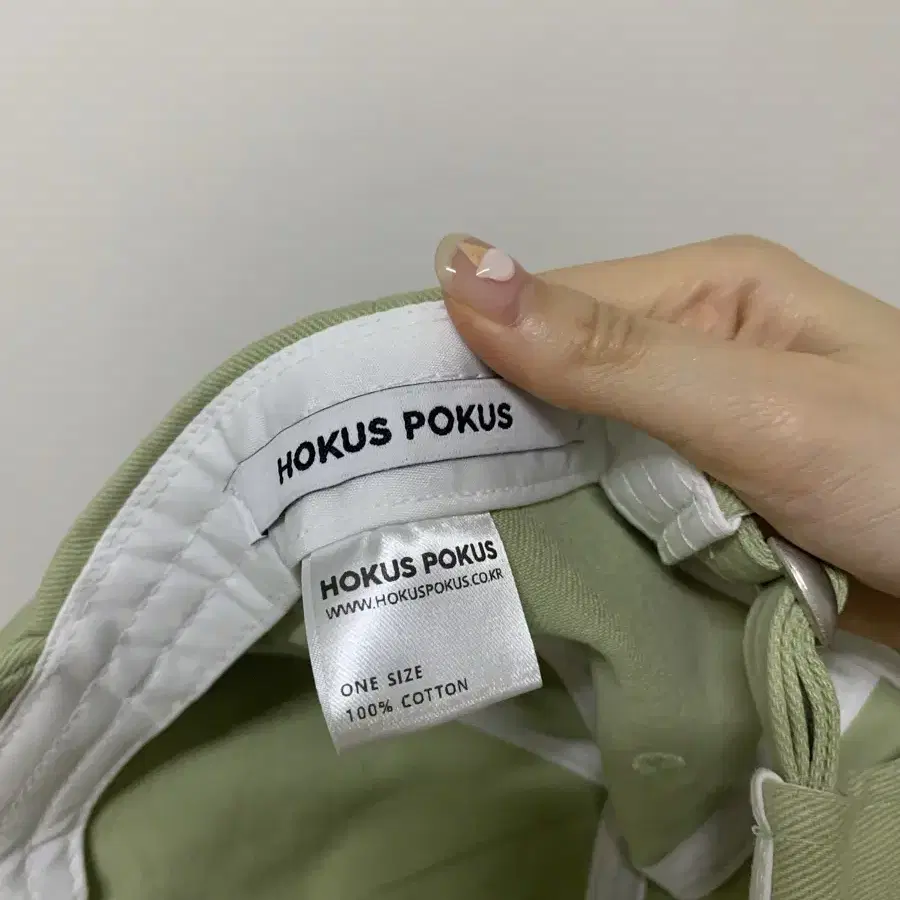 HOKUS POKUS
HOKUS POKUS
WWW.HOKUSPOKUS.CO.KR
ONE SIZE
100% COTTON